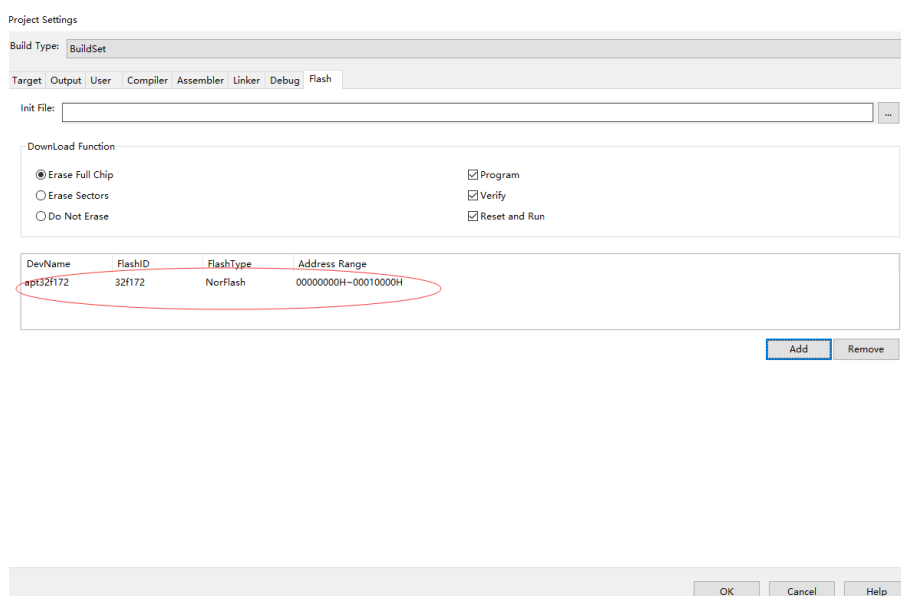 Project Settings
Build Type: BuildSet
Target Output User Compiler Assembler Linker Debug Flash
Init File: ...
DownLoad Function
Erase Full Chip Program
Erase Sectors Verify
Do Not Erase Reset and Run
DevName FlashID FlashType Address Range
apt32f172 32f172 NorFlash 00000000H~00010000H
Add Remove
OK Cancel Help